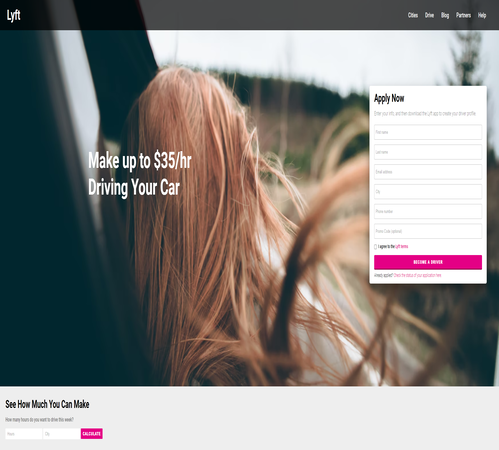 Lyft
Cities Drive Blog Partners Help
Make up to $35/hr
Driving Your Car
Apply Now
Enter your info, and then download the Lyft app to create your driver profile.
First name
Last name
Email address
City
Phone number
Promo Code (optional)
I agree to the Lyft terms
BECOME A DRIVER
Already applied? Check the status of your application here.
See How Much You Can Make
How many hours do you want to drive this week?
Hours City CALCULATE